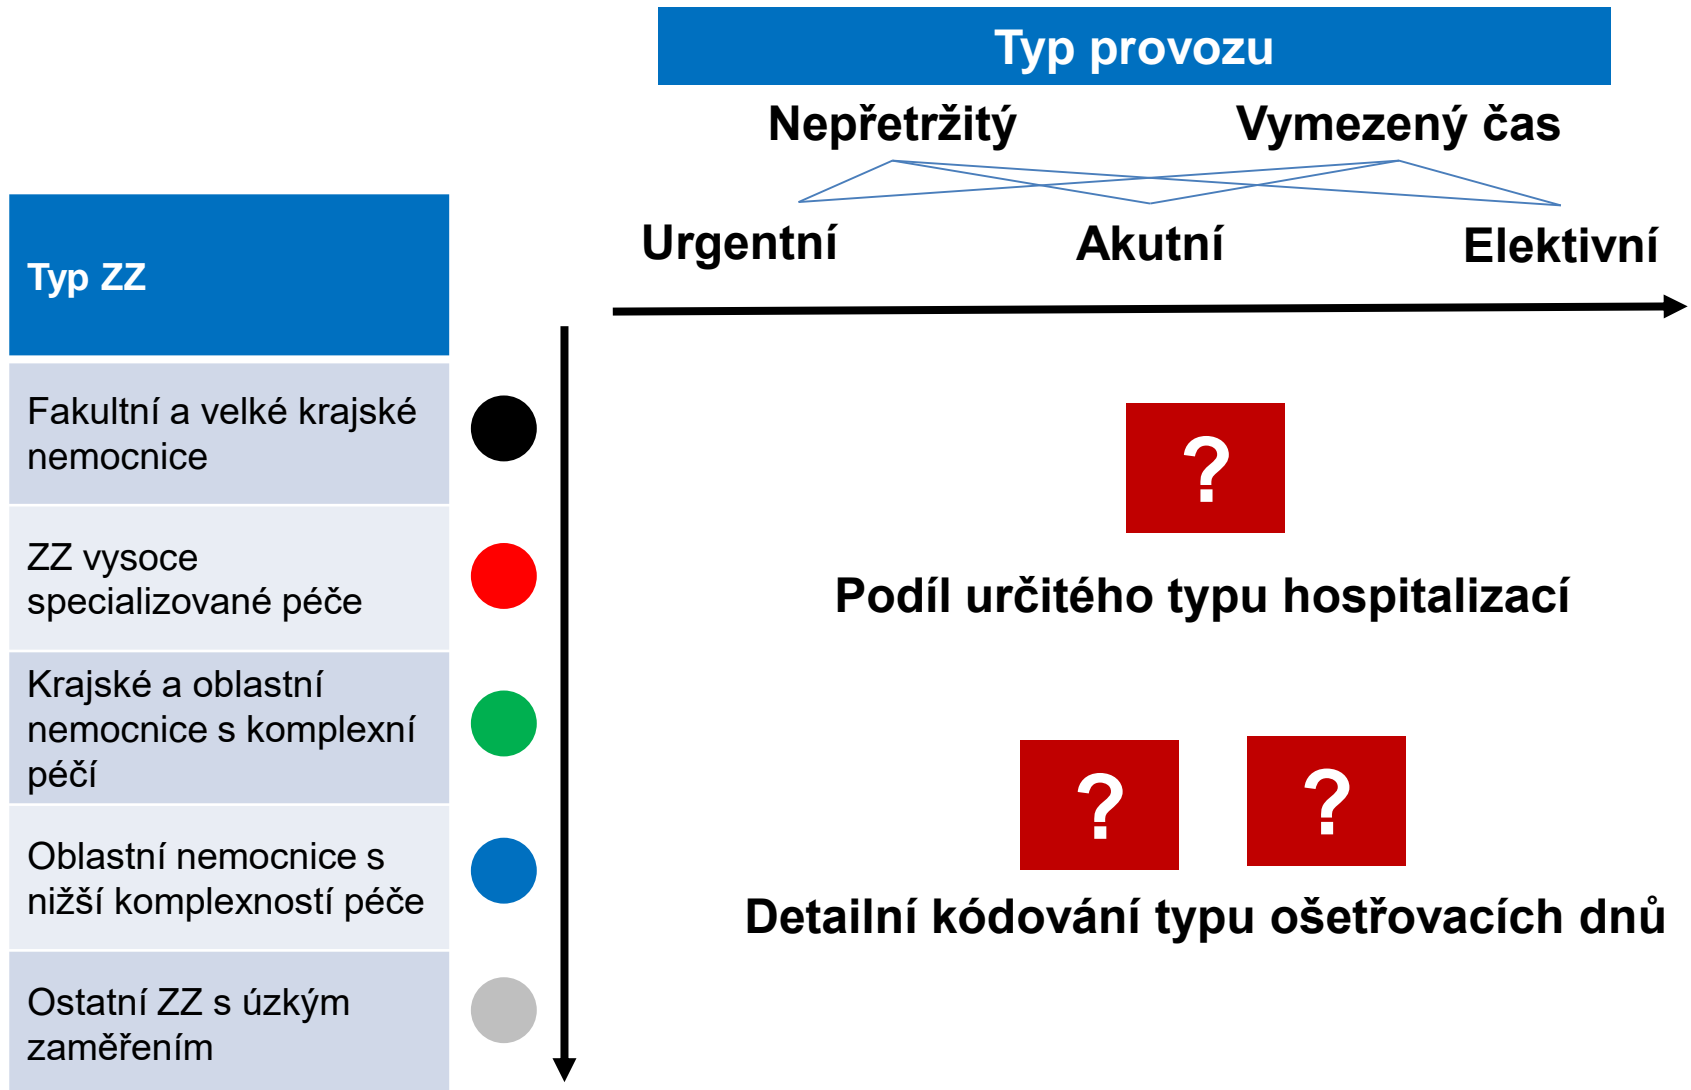 Typ provozu
Nepřetržitý
Vymezený čas
Urgentní
Akutní
Elektivní
Typ ZZ
Fakultní a velké krajské
nemocnice
ZZ vysoce
specializované péče
Krajské a oblastní
nemocnice s komplexní
péčí
Oblastní nemocnice s
nižší komplexností péče
Ostatní ZZ s úzkým
zaměřením
?
Podíl určitého typu hospitalizací
?
?
Detailní kódování typu ošetřovacích dnů